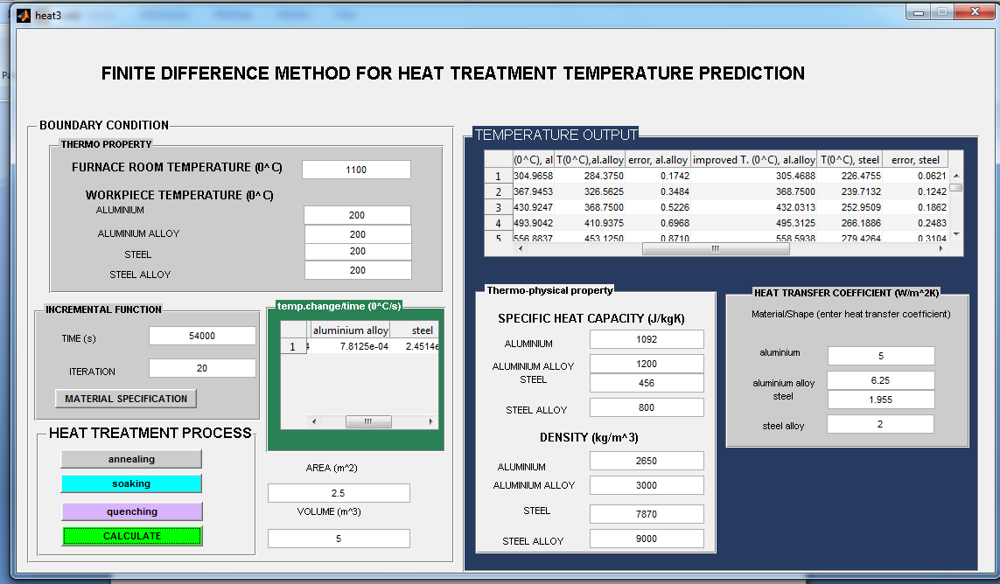 heat3
FINITE DIFFERENCE METHOD FOR HEAT TREATMENT TEMPERATURE PREDICTION
BOUNDARY CONDITION
THERMO PROPERTY
FURNACE ROOM TEMPERATURE (0^C) 1100
WORKPIECE TEMPERATURE (0^C)
ALUMINIUM 200
ALUMINIUM ALLOY 200
STEEL 200
STEEL ALLOY 200
INCREMENTAL FUNCTION
TIME (s) 54000
ITERATION 20
MATERIAL SPECIFICATION
temp.change/time (0^C/s)
aluminium alloy steel
1 7.8125e-04 2.4514e
HEAT TREATMENT PROCESS
annealing
soaking
quenching
CALCULATE
AREA (m^2)
2.5
VOLUME (m^3)
5
TEMPERATURE OUTPUT
(0^C), al T(0^C),al.alloy error, al.alloy improved T. (0^C), al.alloy T(0^C), steel error, steel
1 304.9658 284.3750 0.1742 305.4688 226.4755 0.0621
2 367.9453 326.5625 0.3484 368.7500 239.7132 0.1242
3 430.9247 368.7500 0.5226 432.0313 252.9509 0.1862
4 493.9042 410.9375 0.6968 495.3125 266.1886 0.2483
5 556.8837 453.1250 0.8710 558.5938 279.4264 0.3104
Thermo-physical property
SPECIFIC HEAT CAPACITY (J/kgK)
ALUMINIUM 1092
ALUMINIUM ALLOY 1200
STEEL 456
STEEL ALLOY 800
DENSITY (kg/m^3)
ALUMINIUM 2650
ALUMINIUM ALLOY 3000
STEEL 7870
STEEL ALLOY 9000
HEAT TRANSFER COEFFICIENT (W/m^2K)
Material/Shape (enter heat transfer coefficient)
aluminium 5
aluminium alloy 6.25
steel 1.955
steel alloy 2